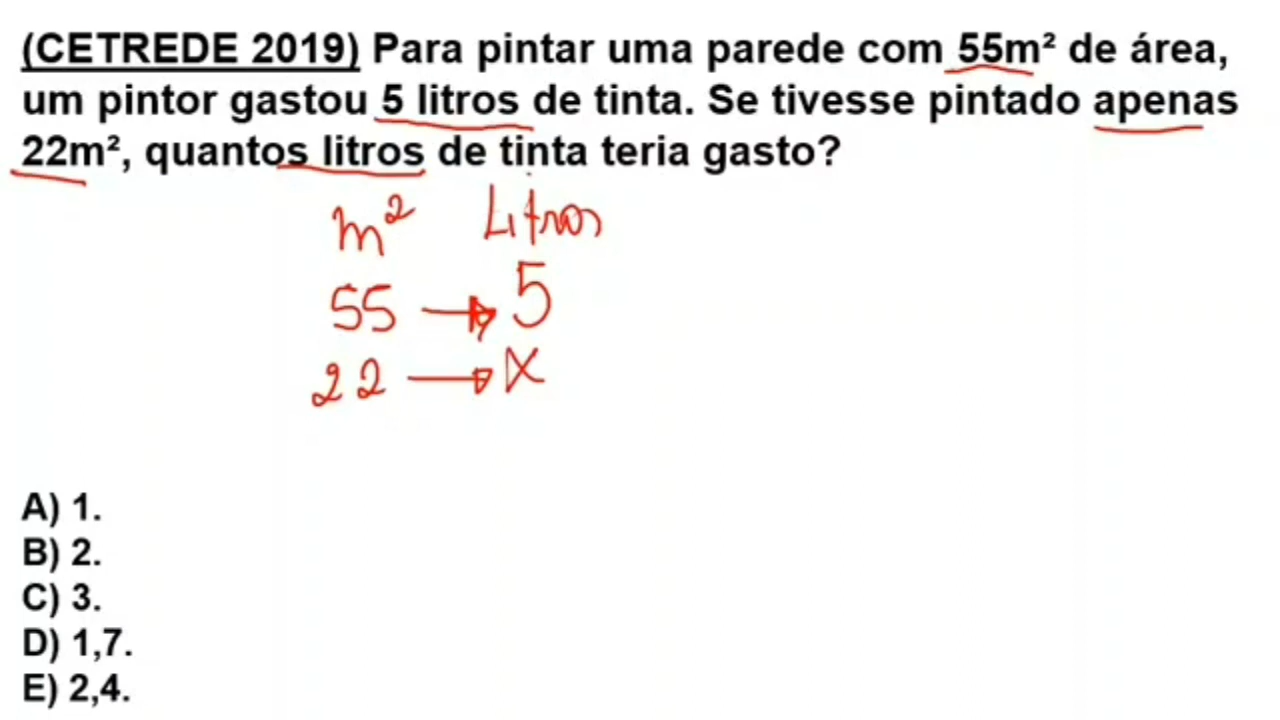 (CETREDE 2019) Para pintar uma parede com 55m² de área,
um pintor gastou 5 litros de tinta. Se tivesse pintado apenas
22m², quantos litros de tinta teria gasto?
m² Litros
55 → 5
22 → x
A) 1.
B) 2.
C) 3.
D) 1,7.
E) 2,4.